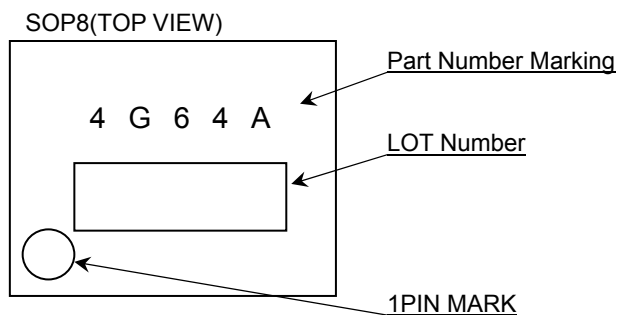 SOP8(TOP VIEW)
Part Number Marking
4 G 6 4 A
LOT Number
1PIN MARK